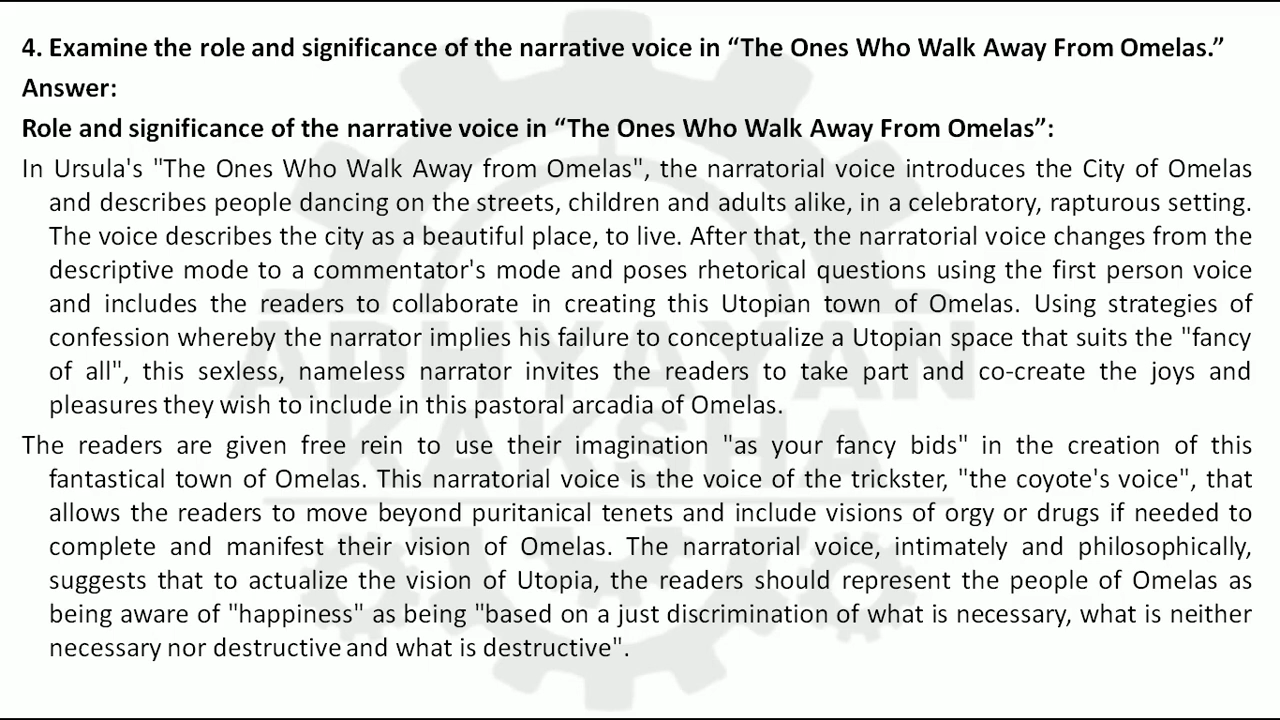 4. Examine the role and significance of the narrative voice in “The Ones Who Walk Away From Omelas.”
Answer:
Role and significance of the narrative voice in “The Ones Who Walk Away From Omelas”:
In Ursula's "The Ones Who Walk Away from Omelas", the narratorial voice introduces the City of Omelas
and describes people dancing on the streets, children and adults alike, in a celebratory, rapturous setting.
The voice describes the city as a beautiful place, to live. After that, the narratorial voice changes from the
descriptive mode to a commentator's mode and poses rhetorical questions using the first person voice
and includes the readers to collaborate in creating this Utopian town of Omelas. Using strategies of
confession whereby the narrator implies his failure to conceptualize a Utopian space that suits the "fancy
of all", this sexless, nameless narrator invites the readers to take part and co-create the joys and
pleasures they wish to include in this pastoral arcadia of Omelas.
The readers are given free rein to use their imagination "as your fancy bids" in the creation of this
fantastical town of Omelas. This narratorial voice is the voice of the trickster, "the coyote's voice", that
allows the readers to move beyond puritanical tenets and include visions of orgy or drugs if needed to
complete and manifest their vision of Omelas. The narratorial voice, intimately and philosophically,
suggests that to actualize the vision of Utopia, the readers should represent the people of Omelas as
being aware of "happiness" as being "based on a just discrimination of what is necessary, what is neither
necessary nor destructive and what is destructive".
ADHYAYAN
KAKSHA